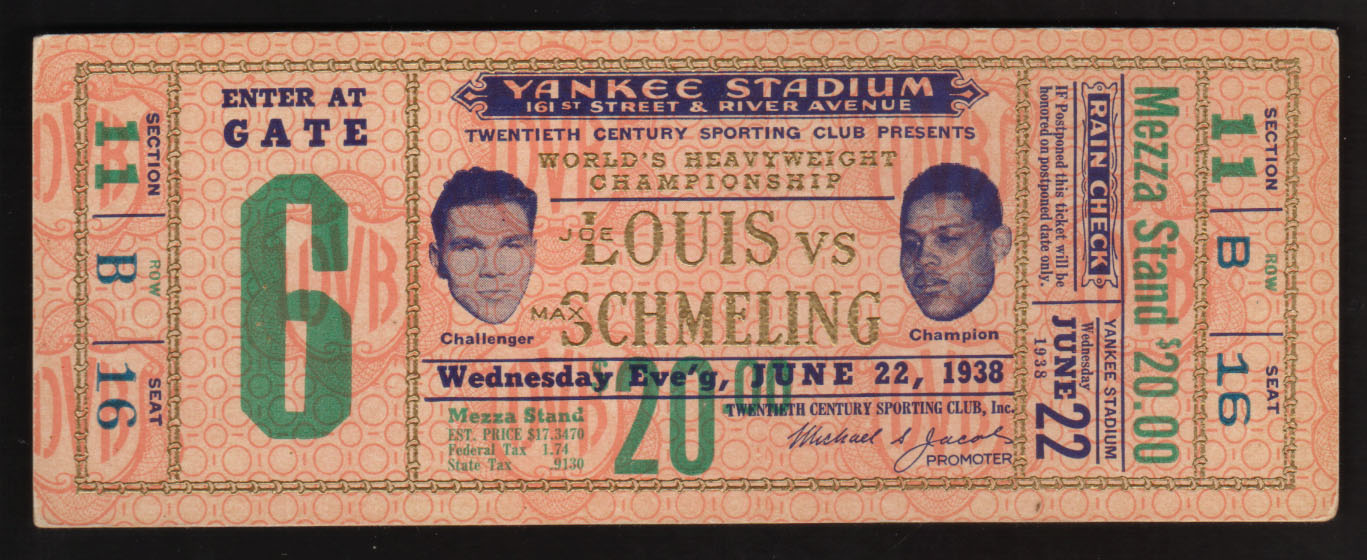 SECTION
11
ROW
B
SEAT
16
ENTER AT
GATE
6
YANKEE STADIUM
161ST STREET & RIVER AVENUE
TWENTIETH CENTURY SPORTING CLUB PRESENTS
WORLD'S HEAVYWEIGHT
CHAMPIONSHIP
JOE LOUIS VS
MAX SCHMELING
Challenger
Champion
Wednesday Eve'g, JUNE 22, 1938
$20.00
Mezza Stand
EST. PRICE $17.3470
Federal Tax 1.74
State Tax .9130
TWENTIETH CENTURY SPORTING CLUB, Inc.
Michael S Jacobs
PROMOTER
RAIN CHECK
IF Postponed this ticket will be
honored on postponed date only.
YANKEE STADIUM
Wednesday
JUNE 22
1938
Mezza Stand $20.00
SECTION
11
ROW
B
SEAT
16